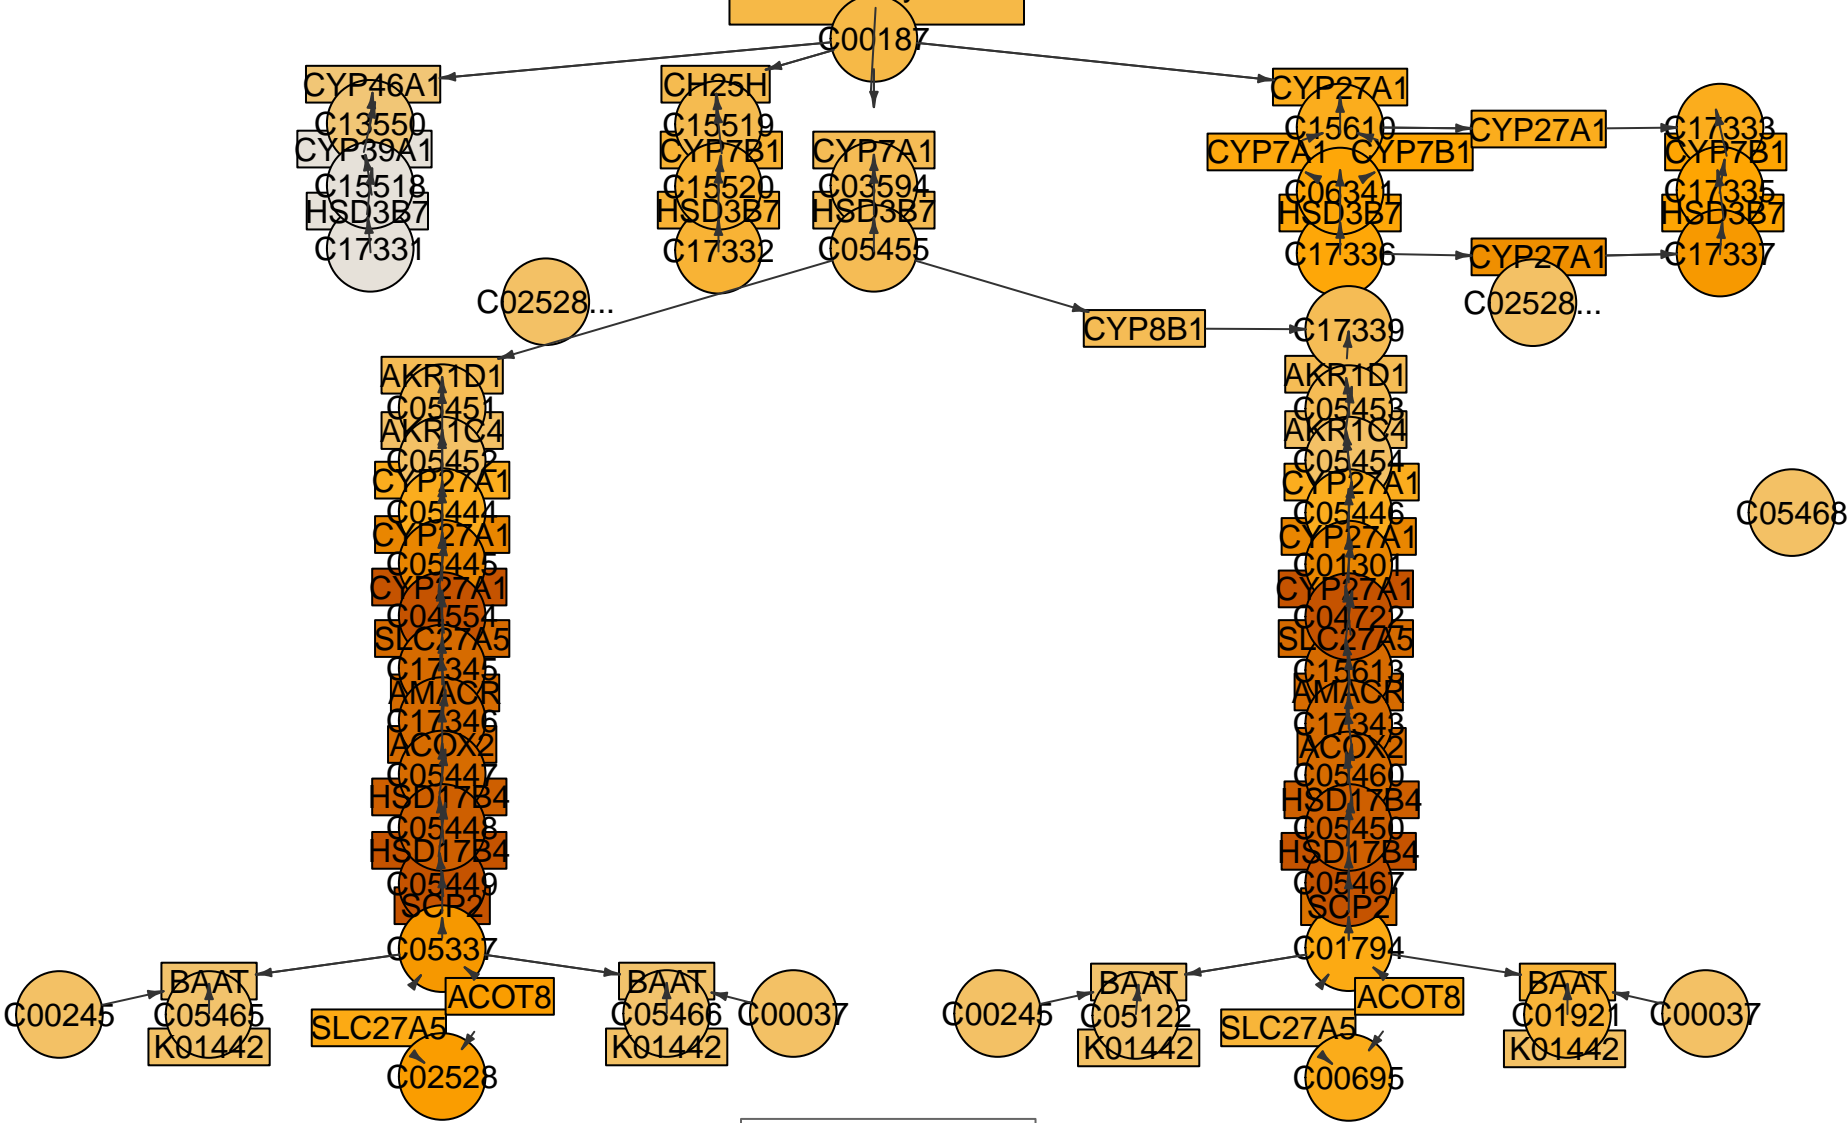 C00187
CYP46A1
CH25H
CYP27A1
C13550
C15519
C15610
CYP27A1
C17333
CYP39A1
CYP7B1
CYP7A1
CYP7A1
CYP7B1
CYP7B1
C15518
C15520
C03594
C06341
C17335
HSD3B7
HSD3B7
HSD3B7
HSD3B7
HSD3B7
C17331
C17332
C05455
C17336
CYP27A1
C17337
C02528...
C02528...
CYP8B1
C17339
AKR1D1
AKR1D1
C05451
C05453
AKR1C4
AKR1C4
C05452
C05454
CYP27A1
CYP27A1
C05444
C05446
C05468
CYP27A1
CYP27A1
C05445
C01301
CYP27A1
CYP27A1
C04554
C04722
SLC27A5
SLC27A5
C17345
C15613
AMACR
AMACR
C17346
C17343
ACOX2
ACOX2
C05447
C05460
HSD17B4
HSD17B4
C05448
C05450
HSD17B4
HSD17B4
C05449
C05467
SCP2
SCP2
C05337
C01794
BAAT
BAAT
BAAT
BAAT
ACOT8
ACOT8
C00245
C05465
C05466
C00037
C00245
C05122
C01921
C00037
SLC27A5
SLC27A5
K01442
K01442
K01442
K01442
C02528
C00695